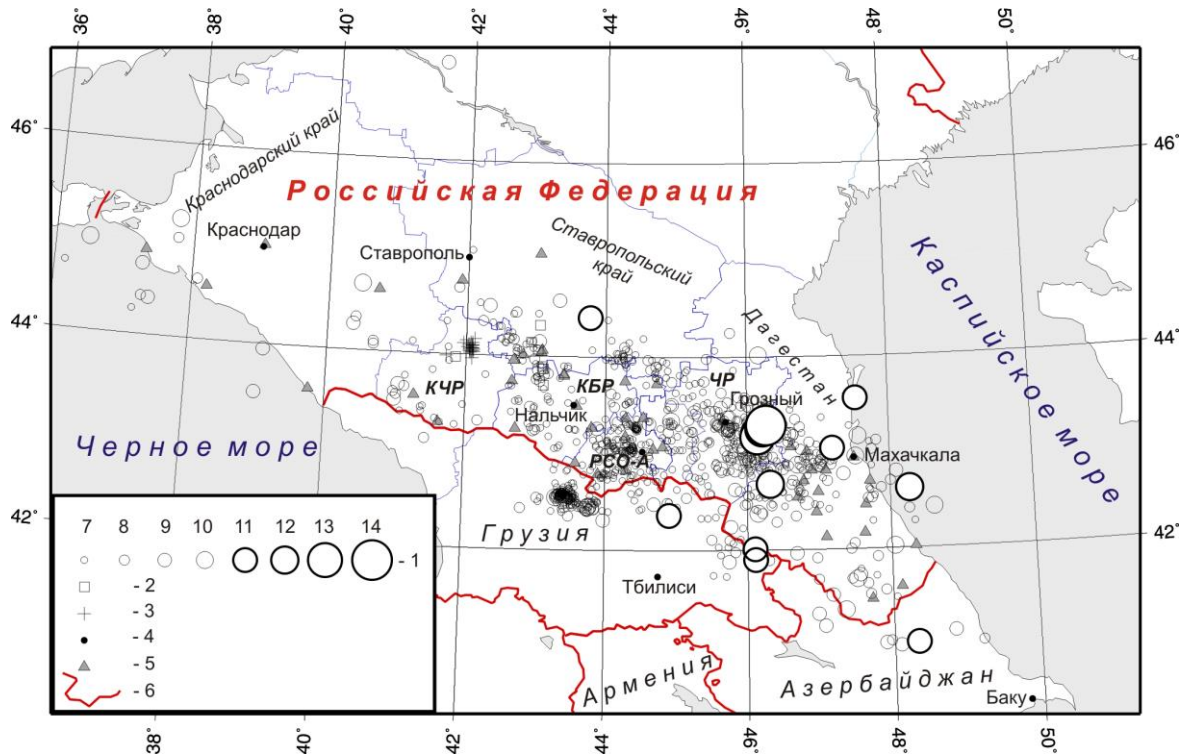 36° 38° 40° 42° 44° 46° 48° 50°
46° 46°
Краснодарский край
Российская Федерация
Краснодар
Ставрополь
Ставропольский
край
Каспийское море
44° 44°
Дагестан
КЧР КБР ЧР
Грозный
Нальчик
Черное море
Махачкала
РСО-А
42° 42°
Грузия
7 8 9 10 11 12 13 14
- 1
- 2
- 3
- 4
- 5
- 6
Тбилиси
Армения
Азербайджан
Баку
38° 40° 42° 44° 46° 48° 50°